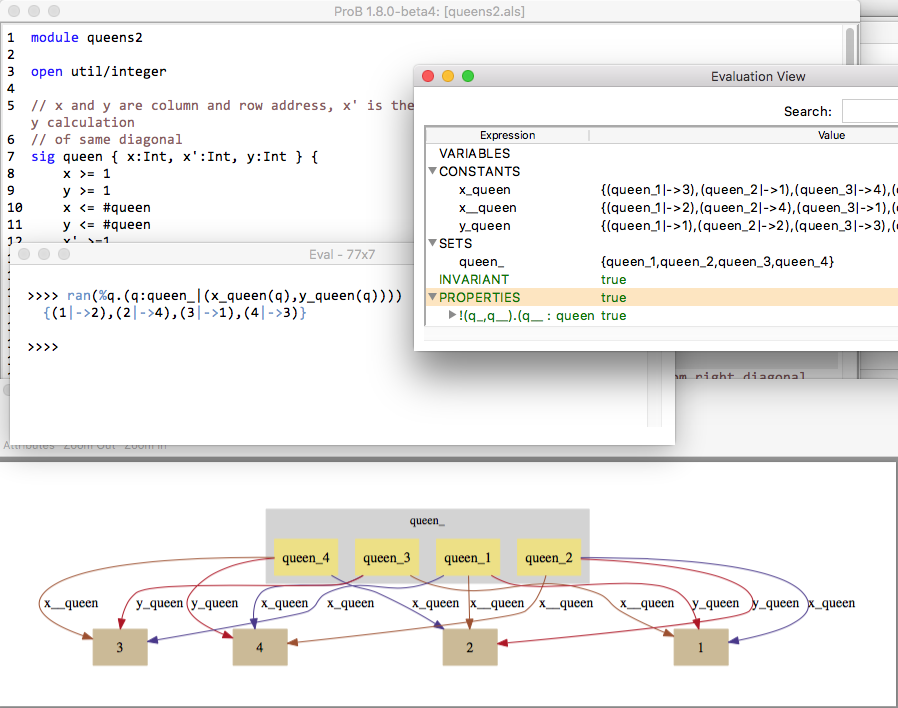 ProB 1.8.0-beta4: [queens2.als]
1 module queens2
2
3 open util/integer
4
5 // x and y are column and row address, x' is the
y calculation
6 // of same diagonal
7 sig queen { x:Int, x':Int, y:Int } {
8 x >= 1
9 y >= 1
10 x <= #queen
11 y <= #queen
12 x' >=1
Evaluation View
Search:
Expression Value
VARIABLES
CONSTANTS
x_queen {(queen_1|->3),(queen_2|->1),(queen_3|->4),(
x__queen {(queen_1|->2),(queen_2|->4),(queen_3|->1),(
y_queen {(queen_1|->1),(queen_2|->2),(queen_3|->3),(
SETS
queen_ {queen_1,queen_2,queen_3,queen_4}
INVARIANT true
PROPERTIES true
!(q_,q__).(q__ : queen true
Eval - 77x7
>>>> ran(%q.(q:queen_|(x_queen(q),y_queen(q))))
{(1|->2),(2|->4),(3|->1),(4|->3)}
>>>>
om right diagonal
Attributes Zoom Out Zoom In
queen_
queen_4 queen_3 queen_1 queen_2
x__queen y_queen y_queen x_queen x_queen x_queen x__queen x__queen x__queen y_queen y_queen x_queen
3 4 2 1